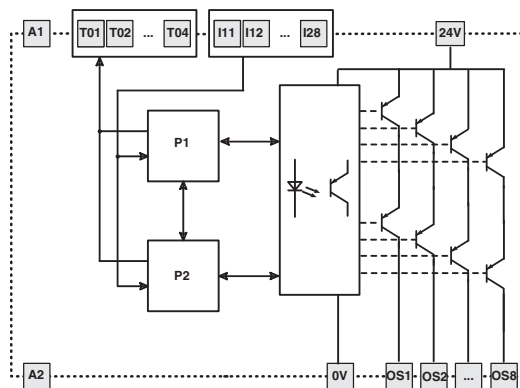 A1 T01 T02 ... T04 I11 I12 ... I28 24V
P1
P2
A2 0V OS1 OS2 ... OS8